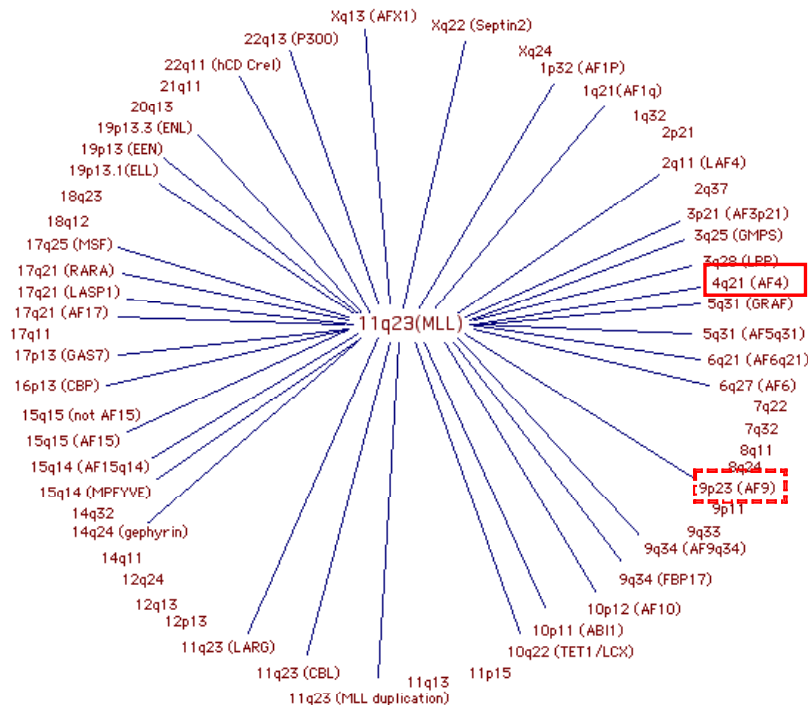 Xq13 (AFX1)
Xq22 (Septin2)
Xq24
1p32 (AF1P)
1q21(AF1q)
1q32
2p21
2q11 (LAF4)
2q37
3p21 (AF3p21)
3q25 (GMPS)
3q28 (LPP)
4q21 (AF4)
5q31 (GRAF)
5q31 (AF5q31)
6q21 (AF6q21)
6q27 (AF6)
7q22
7q32
8q11
8q24
9p23 (AF9)
9p11
9q33
9q34 (AF9q34)
9q34 (FBP17)
10p12 (AF10)
10p11 (ABI1)
10q22 (TET1/LCX)
11p15
11q13
11q23 (MLL duplication)
11q23 (CBL)
11q23 (LARG)
12p13
12q13
12q24
14q11
14q24 (gephyrin)
14q32
15q14 (MPFYVE)
15q14 (AF15q14)
15q15 (AF15)
15q15 (not AF15)
16p13 (CBP)
17p13 (GAS7)
17q11
17q21 (AF17)
17q21 (LASP1)
17q21 (RARA)
17q25 (MSF)
18q12
18q23
19p13.1(ELL)
19p13 (EEN)
19p13.3 (ENL)
20q13
21q11
22q11 (hCD Crel)
22q13 (P300)
11q23(MLL)